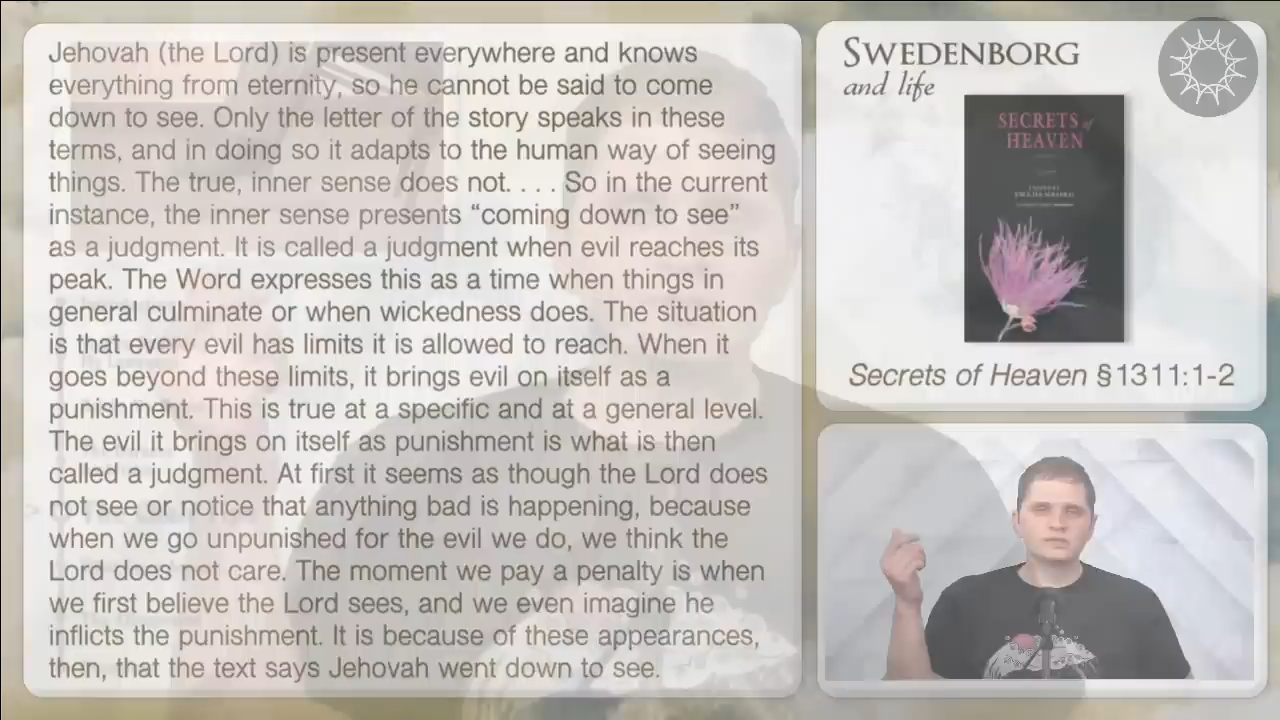 Jehovah (the Lord) is present everywhere and knows
everything from eternity, so he cannot be said to come
down to see. Only the letter of the story speaks in these
terms, and in doing so it adapts to the human way of seeing
things. The true, inner sense does not. . . . So in the current
instance, the inner sense presents “coming down to see”
as a judgment. It is called a judgment when evil reaches its
peak. The Word expresses this as a time when things in
general culminate or when wickedness does. The situation
is that every evil has limits it is allowed to reach. When it
goes beyond these limits, it brings evil on itself as a
punishment. This is true at a specific and at a general level.
The evil it brings on itself as punishment is what is then
called a judgment. At first it seems as though the Lord does
not see or notice that anything bad is happening, because
when we go unpunished for the evil we do, we think the
Lord does not care. The moment we pay a penalty is when
we first believe the Lord sees, and we even imagine he
inflicts the punishment. It is because of these appearances,
then, that the text says Jehovah went down to see.
SWEDENBORG
and life
SECRETS of
HEAVEN
Secrets of Heaven §1311:1-2